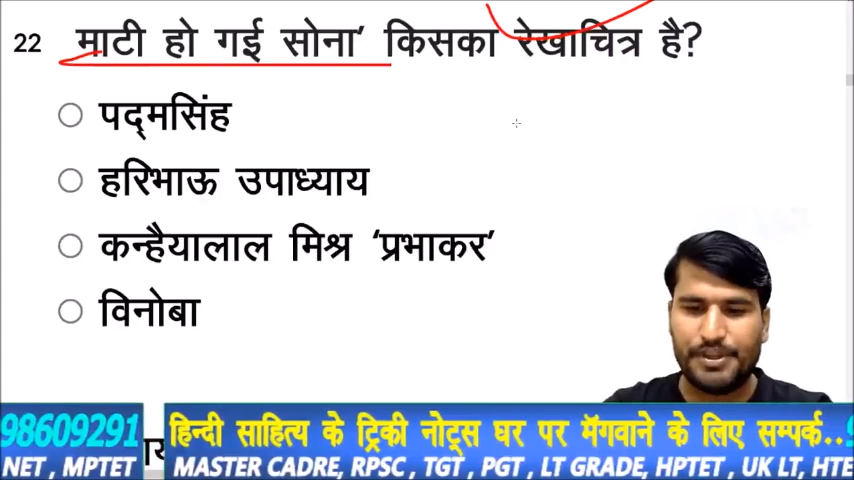 22 माटी हो गई सोना’ किसका रेखाचित्र है?
पद्मसिंह
हरिभाऊ उपाध्याय
कन्हैयालाल मिश्र ‘प्रभाकर’
विनोबा
98609291 हिन्दी साहित्य के ट्रिकी नोट्स घर पर मॅगवाने के लिए सम्पर्क..
NET , MPTET MASTER CADRE, RPSC, TGT , PGT , LT GRADE, HPTET , UK LT, HTE